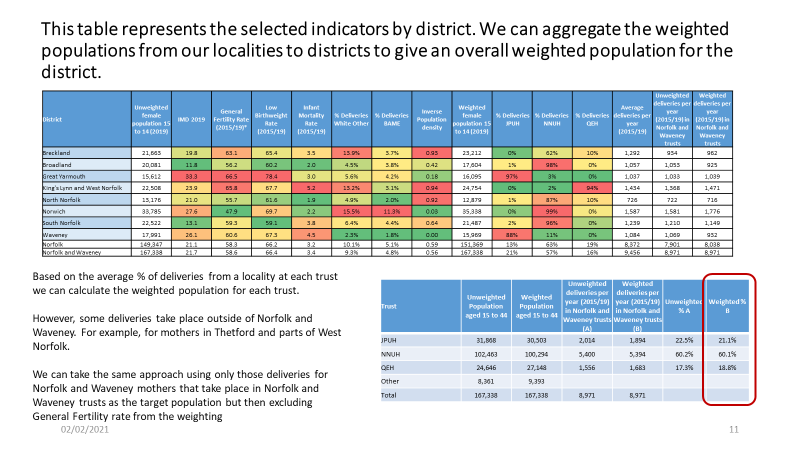 This table represents the selected indicators by district. We can aggregate the weighted
populations from our localities to districts to give an overall weighted population for the
district.
District | Unweighted female population 15 to 14 (2019) | IMD 2019 | General Fertility Rate (2015/19)* | Low Birthweight Rate (2015/19) | Infant Mortality Rate (2015/19) | % Deliveries White Other | % Deliveries BAME | Inverse Population density | Weighted female population 15 to 14 (2019) | % Deliveries JPUH | % Deliveries NNUH | % Deliveries QEH | Average deliveries per year (2015/19) | Unweighted deliveries per year (2015/19) in Norfolk and Waveney trusts | Weighted deliveries per year (2015/19) in Norfolk and Waveney trusts
Breckland 21,663 19.8 63.1 65.4 3.5 13.9% 3.7% 0.93 23,212 0% 62% 10% 1,292 934 962
Broadland 20,081 11.8 56.2 60.2 2.0 4.5% 3.8% 0.42 17,604 1% 98% 0% 1,057 1,053 925
Great Yarmouth 15,612 33.3 66.5 78.4 3.0 5.6% 4.2% 0.18 16,095 97% 3% 0% 1,037 1,033 1,039
King's Lynn and West Norfolk 22,508 23.9 65.8 67.7 5.2 13.2% 3.1% 0.94 24,754 0% 2% 94% 1,434 1,368 1,471
North Norfolk 13,176 21.0 55.7 61.6 1.9 4.9% 2.0% 0.92 12,879 1% 87% 10% 726 722 716
Norwich 33,785 27.6 47.9 69.7 2.2 15.5% 11.3% 0.03 35,338 0% 99% 0% 1,587 1,581 1,776
South Norfolk 22,522 13.1 59.3 59.1 3.8 6.4% 4.4% 0.64 21,487 2% 96% 0% 1,239 1,210 1,149
Waveney 17,991 26.1 60.6 67.3 4.5 2.3% 1.8% 0.00 15,969 88% 11% 0% 1,084 1,069 932
Norfolk 149,347 21.1 58.3 66.2 3.2 10.1% 5.1% 0.59 151,369 13% 63% 19% 8,372 7,901 8,038
Norfolk and Waveney 167,338 21.7 58.6 66.4 3.4 9.3% 4.8% 0.56 167,338 21% 57% 16% 9,456 8,971 8,971
Based on the average % of deliveries from a locality at each trust
we can calculate the weighted population for each trust.
However, some deliveries take place outside of Norfolk and
Waveney. For example, for mothers in Thetford and parts of West
Norfolk.
We can take the same approach using only those deliveries for
Norfolk and Waveney mothers that take place in Norfolk and
Waveney trusts as the target population but then excluding
General Fertility rate from the weighting
Trust | Unweighted Population aged 15 to 44 | Weighted Population aged 15 to 44 | Unweighted deliveries per year (2015/19) in Norfolk and Waveney trusts (A) | Weighted deliveries per year (2015/19) in Norfolk and Waveney trusts (B) | Unweighted % A | Weighted % B
JPUH 31,868 30,503 2,014 1,894 22.5% 21.1%
NNUH 102,463 100,294 5,400 5,394 60.2% 60.1%
QEH 24,646 27,148 1,556 1,683 17.3% 18.8%
Other 8,361 9,393
Total 167,338 167,338 8,971 8,971
02/02/2021
11